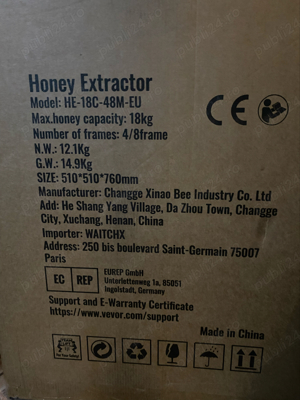 Honey Extractor
Model: HE-18C-48M-EU
Max.honey capacity: 18kg
Number of frames: 4/8frame
N.W.: 12.1Kg
G.W.: 14.9Kg
SIZE: 510*510*760mm
Manufacturer: Changge Xinao Bee Industry Co. Ltd
Add: He Shang Yang Village, Da Zhou Town, Changge
City, Xuchang, Henan, China
Importer: WAITCHX
Address: 250 bis boulevard Saint-Germain 75007
Paris
EC REP
EUREP GmbH
Unterlettenweg 1a, 85051
Ingolstadt, Germany
Support and E-Warranty Certificate
https://www.vevor.com/support
Made in China
CE